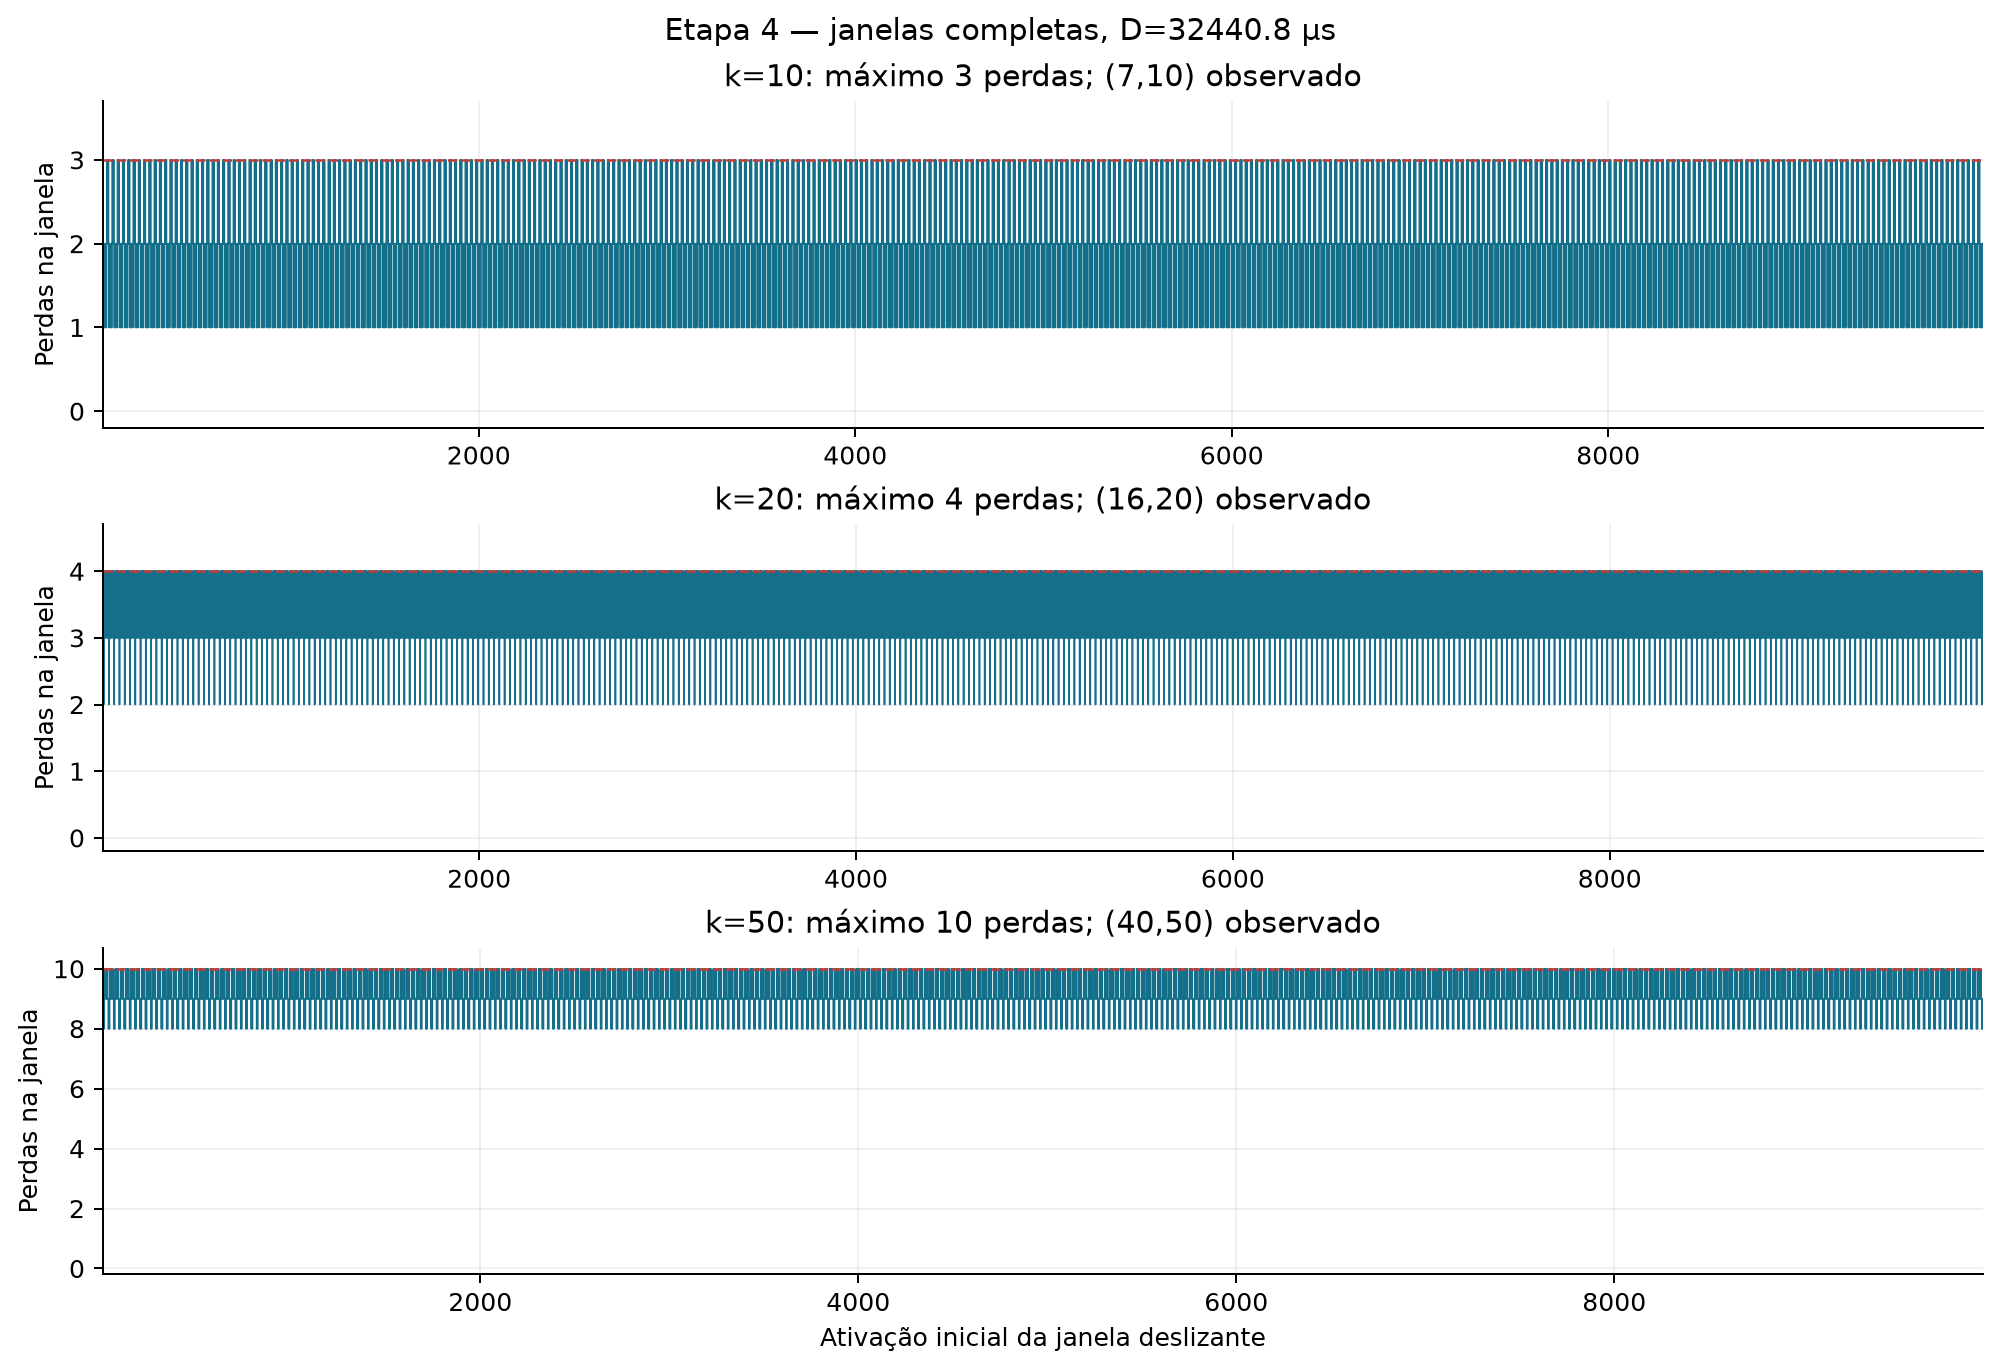 Etapa 4 — janelas completas, D=32440.8 µs
k=10: máximo 3 perdas; (7,10) observado
Perdas na janela
3
2
1
0
2000 4000 6000 8000
k=20: máximo 4 perdas; (16,20) observado
Perdas na janela
4
3
2
1
0
2000 4000 6000 8000
k=50: máximo 10 perdas; (40,50) observado
Perdas na janela
10
8
6
4
2
0
2000 4000 6000 8000
Ativação inicial da janela deslizante